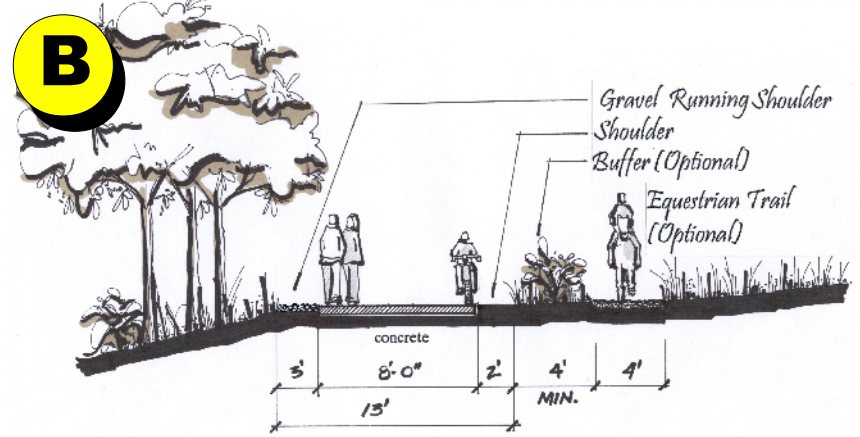 B
Gravel Running Shoulder
Shoulder
Buffer (Optional)
Equestrian Trail
(Optional)
concrete
3' 8'-0" 2' 4' 4'
MIN.
13'